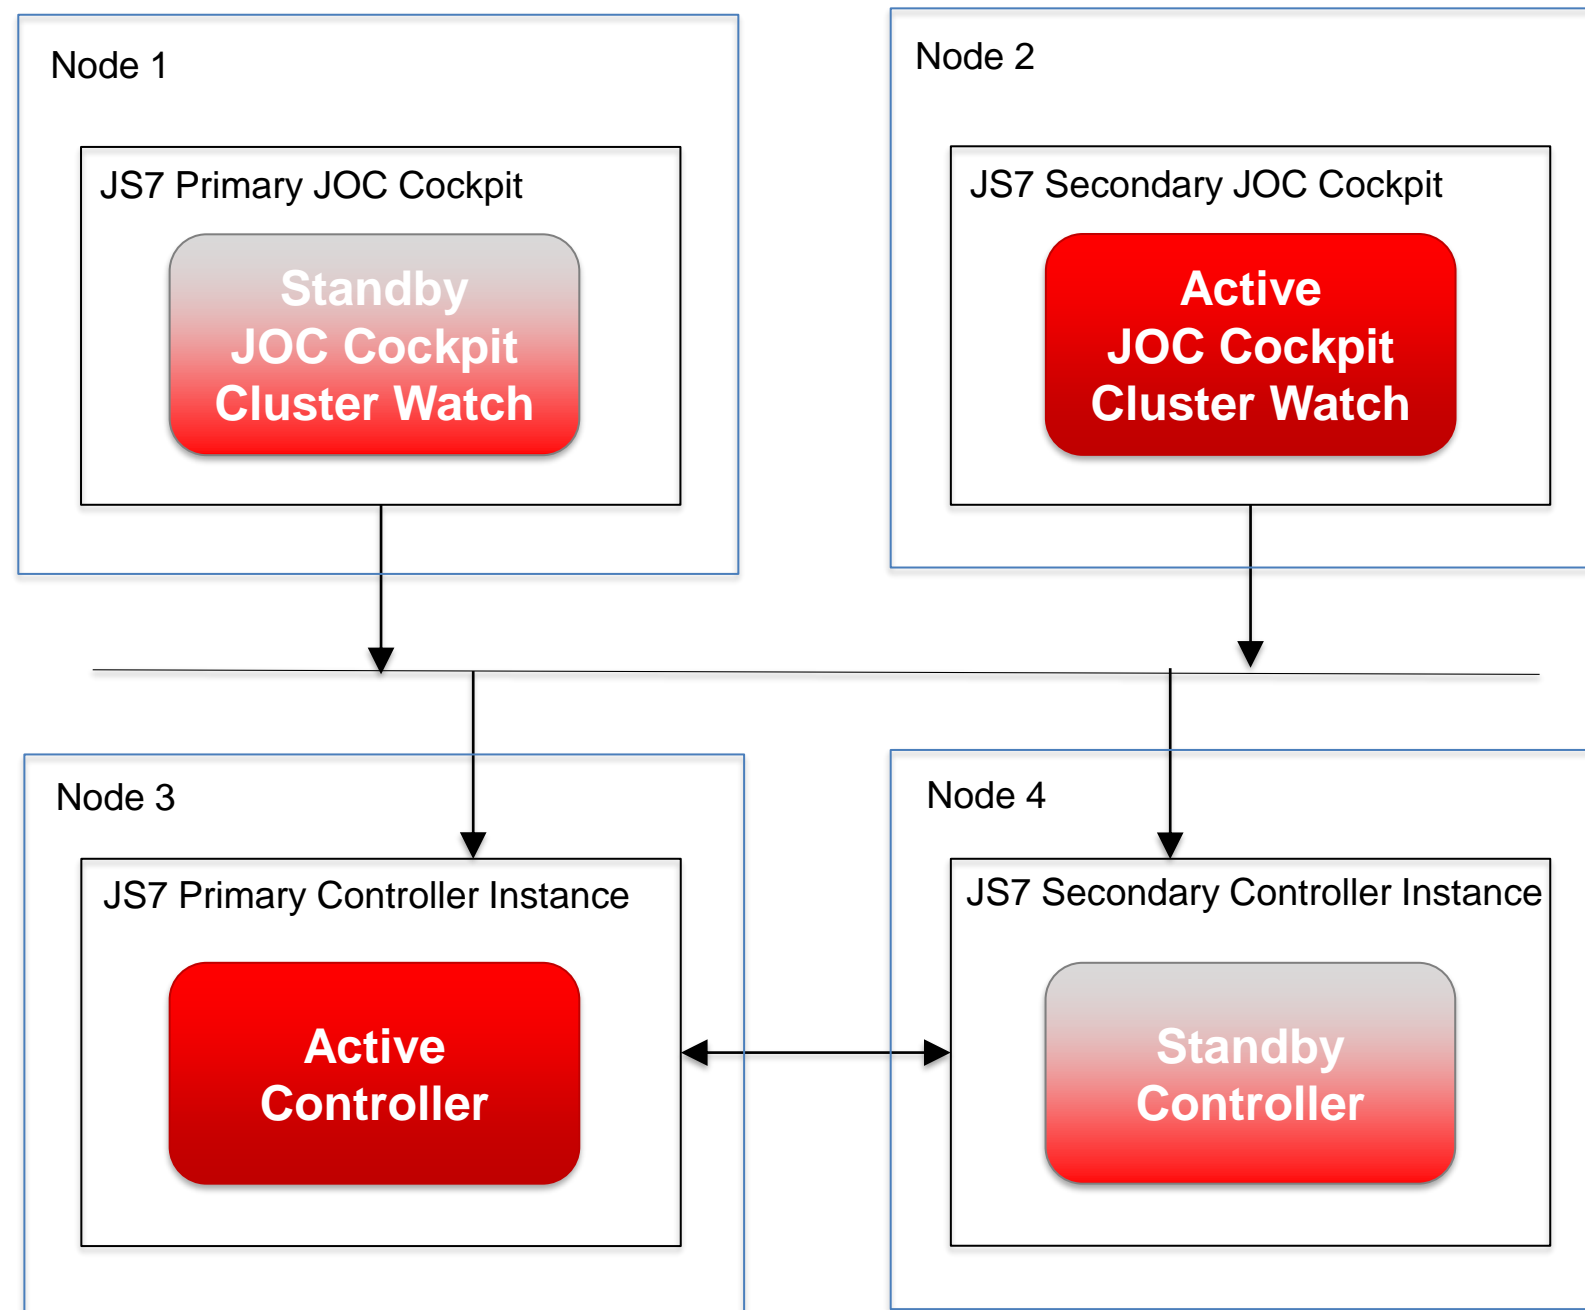 Node 1
JS7 Primary JOC Cockpit
Standby
JOC Cockpit
Cluster Watch
Node 2
JS7 Secondary JOC Cockpit
Active
JOC Cockpit
Cluster Watch
Node 3
JS7 Primary Controller Instance
Active
Controller
Node 4
JS7 Secondary Controller Instance
Standby
Controller